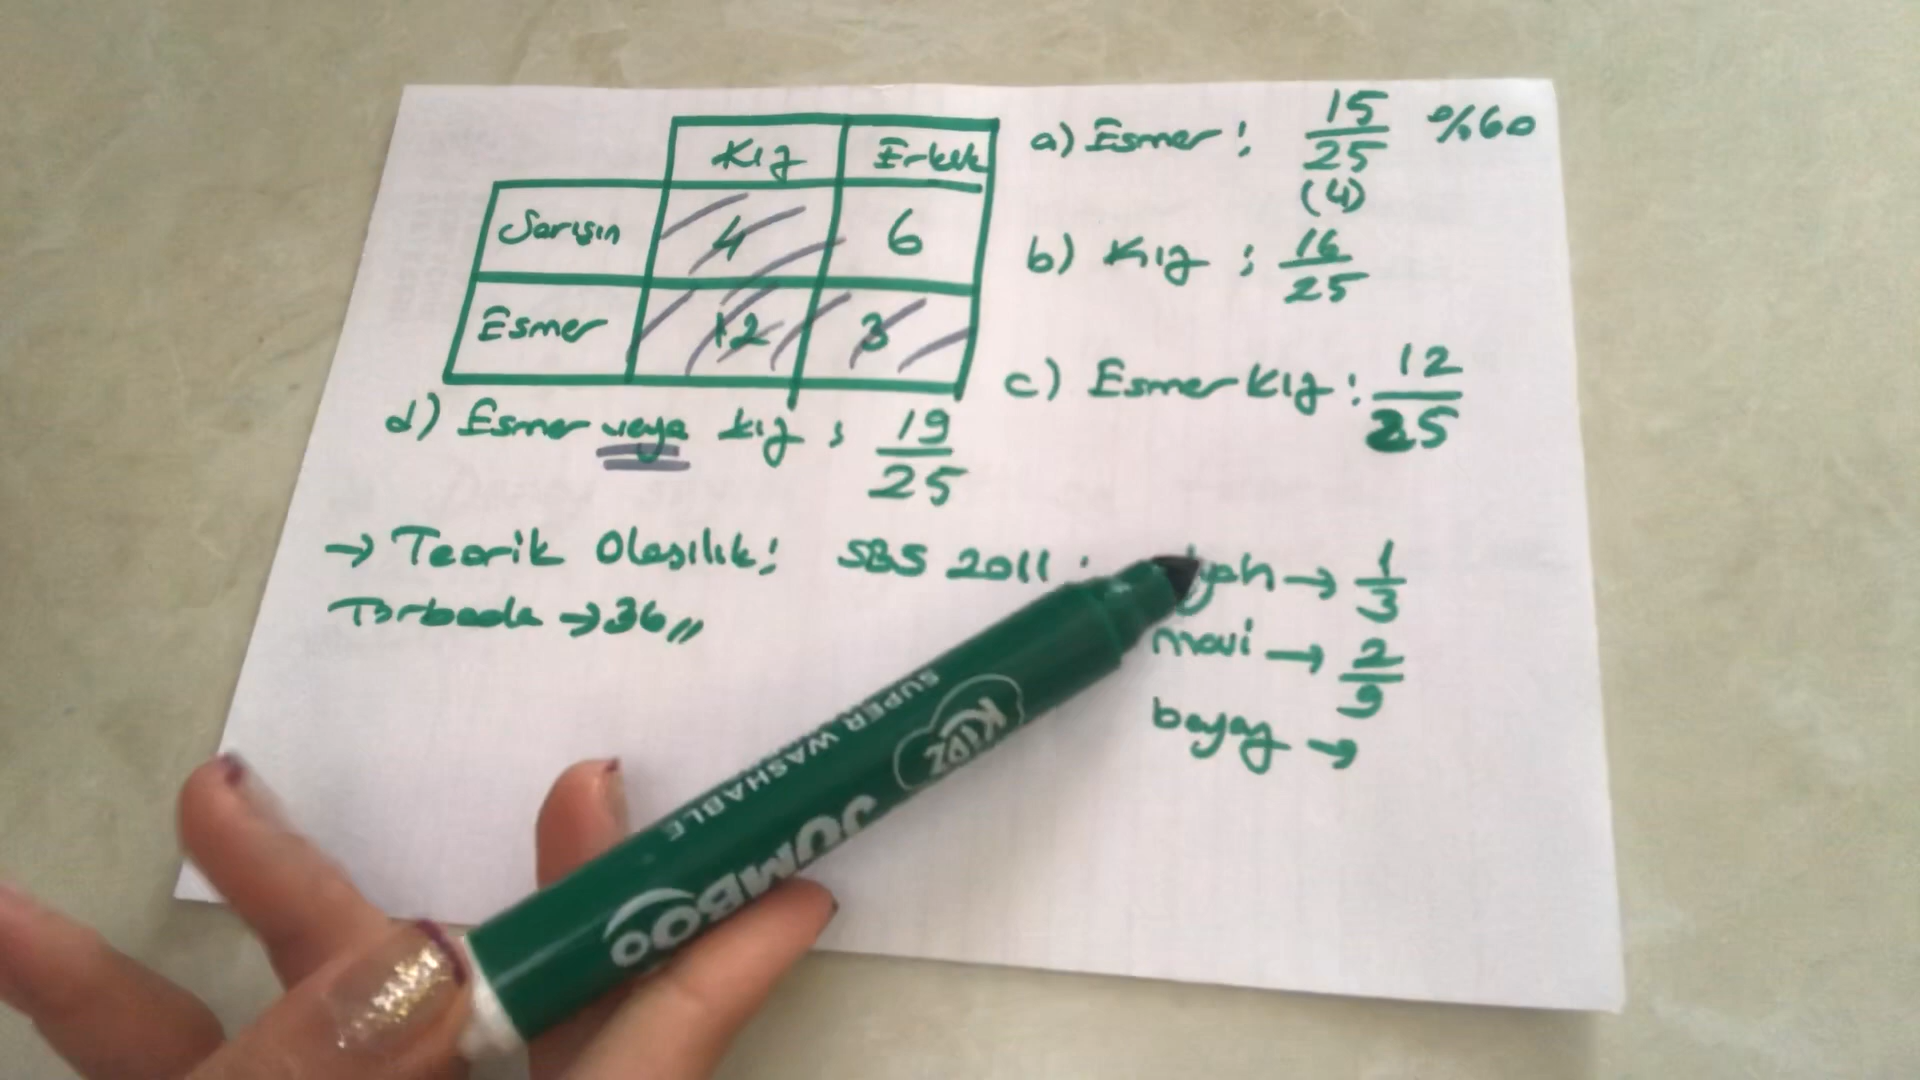 Kız Erkek
Sarışın 4 6
Esmer 12 3
a) Esmer : 15/25 %60
(4)
b) Kız : 16/25
c) Esmer Kız : 12/25
d) Esmer veya kız : 19/25
→ Teorik Olasılık : SBS 2011 :
Torbada → 36 //
→ 1/3
mavi → 2/9
beyaz →
JUMBO
KIDZ
SUPER WASHABLE